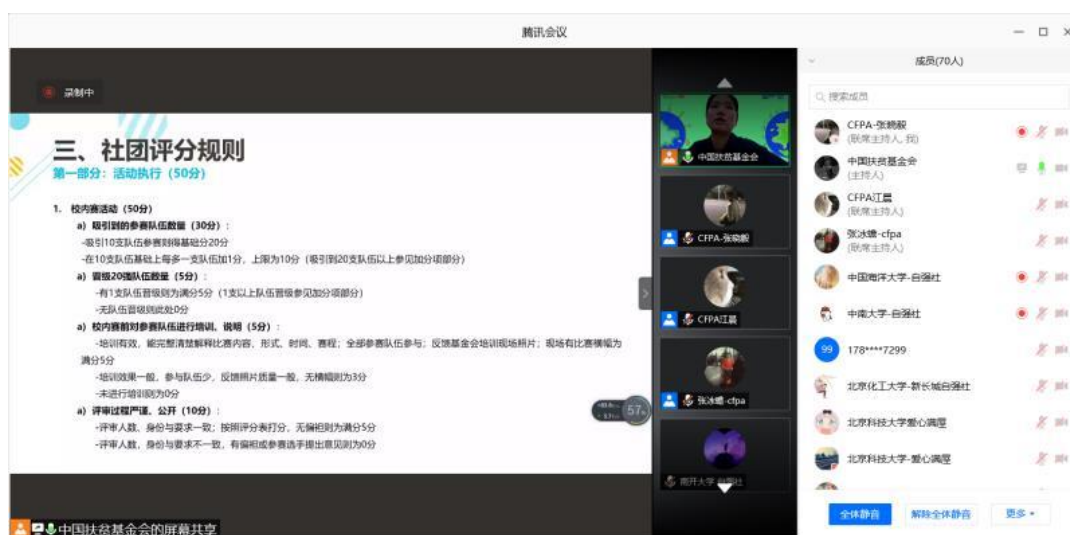 腾讯会议
录制中
三、社团评分规则
第一部分：活动执行（50分）
1. 校内赛活动（50分）
a) 吸引到的参赛队伍数量（30分）：
-吸引10支队伍参赛则得基础分20分
-在10支队伍基础上每多一支队伍加1分，上限为10分（吸引到20支队伍以上参见加分项部分）
a) 晋级20强队伍数量（5分）：
-有1支队伍晋级则为满分5分（1支以上队伍晋级参见加分项部分）
-无队伍晋级则此处0分
a) 校内赛前对参赛队伍进行培训、说明（5分）：
-培训有效，能完整清楚解释比赛内容，形式、时间、赛程；全部参赛队伍参与；反馈基金会培训现场照片；现场有比赛横幅为
满分5分
-培训效果一般，参与队伍少，反馈照片质量一般，无横幅则为3分
-未进行培训则为0分
a) 评审过程严谨、公开（10分）：
-评审人数、身份与要求一致；按照评分表打分，无偏袒则为满分5分
-评审人数、身份与要求不一致，有偏袒或参赛选手提出意见则为0分
57
中国扶贫基金会的屏幕共享
中国扶贫基金会
CFPA-张晓毅
CFPA江晨
张冰蟾-cfpa
南开大学
成员(70人)
搜索成员
CFPA-张晓毅
(联席主持人, 我)
中国扶贫基金会
(主持人)
CFPA江晨
(联席主持人)
张冰蟾-cfpa
(联席主持人)
中国海洋大学-自强社
中南大学-自强社
99
178****7299
北京化工大学-新长城自强社
北京科技大学爱心满屋
北京科技大学-爱心满屋
全体静音
解除全体静音
更多